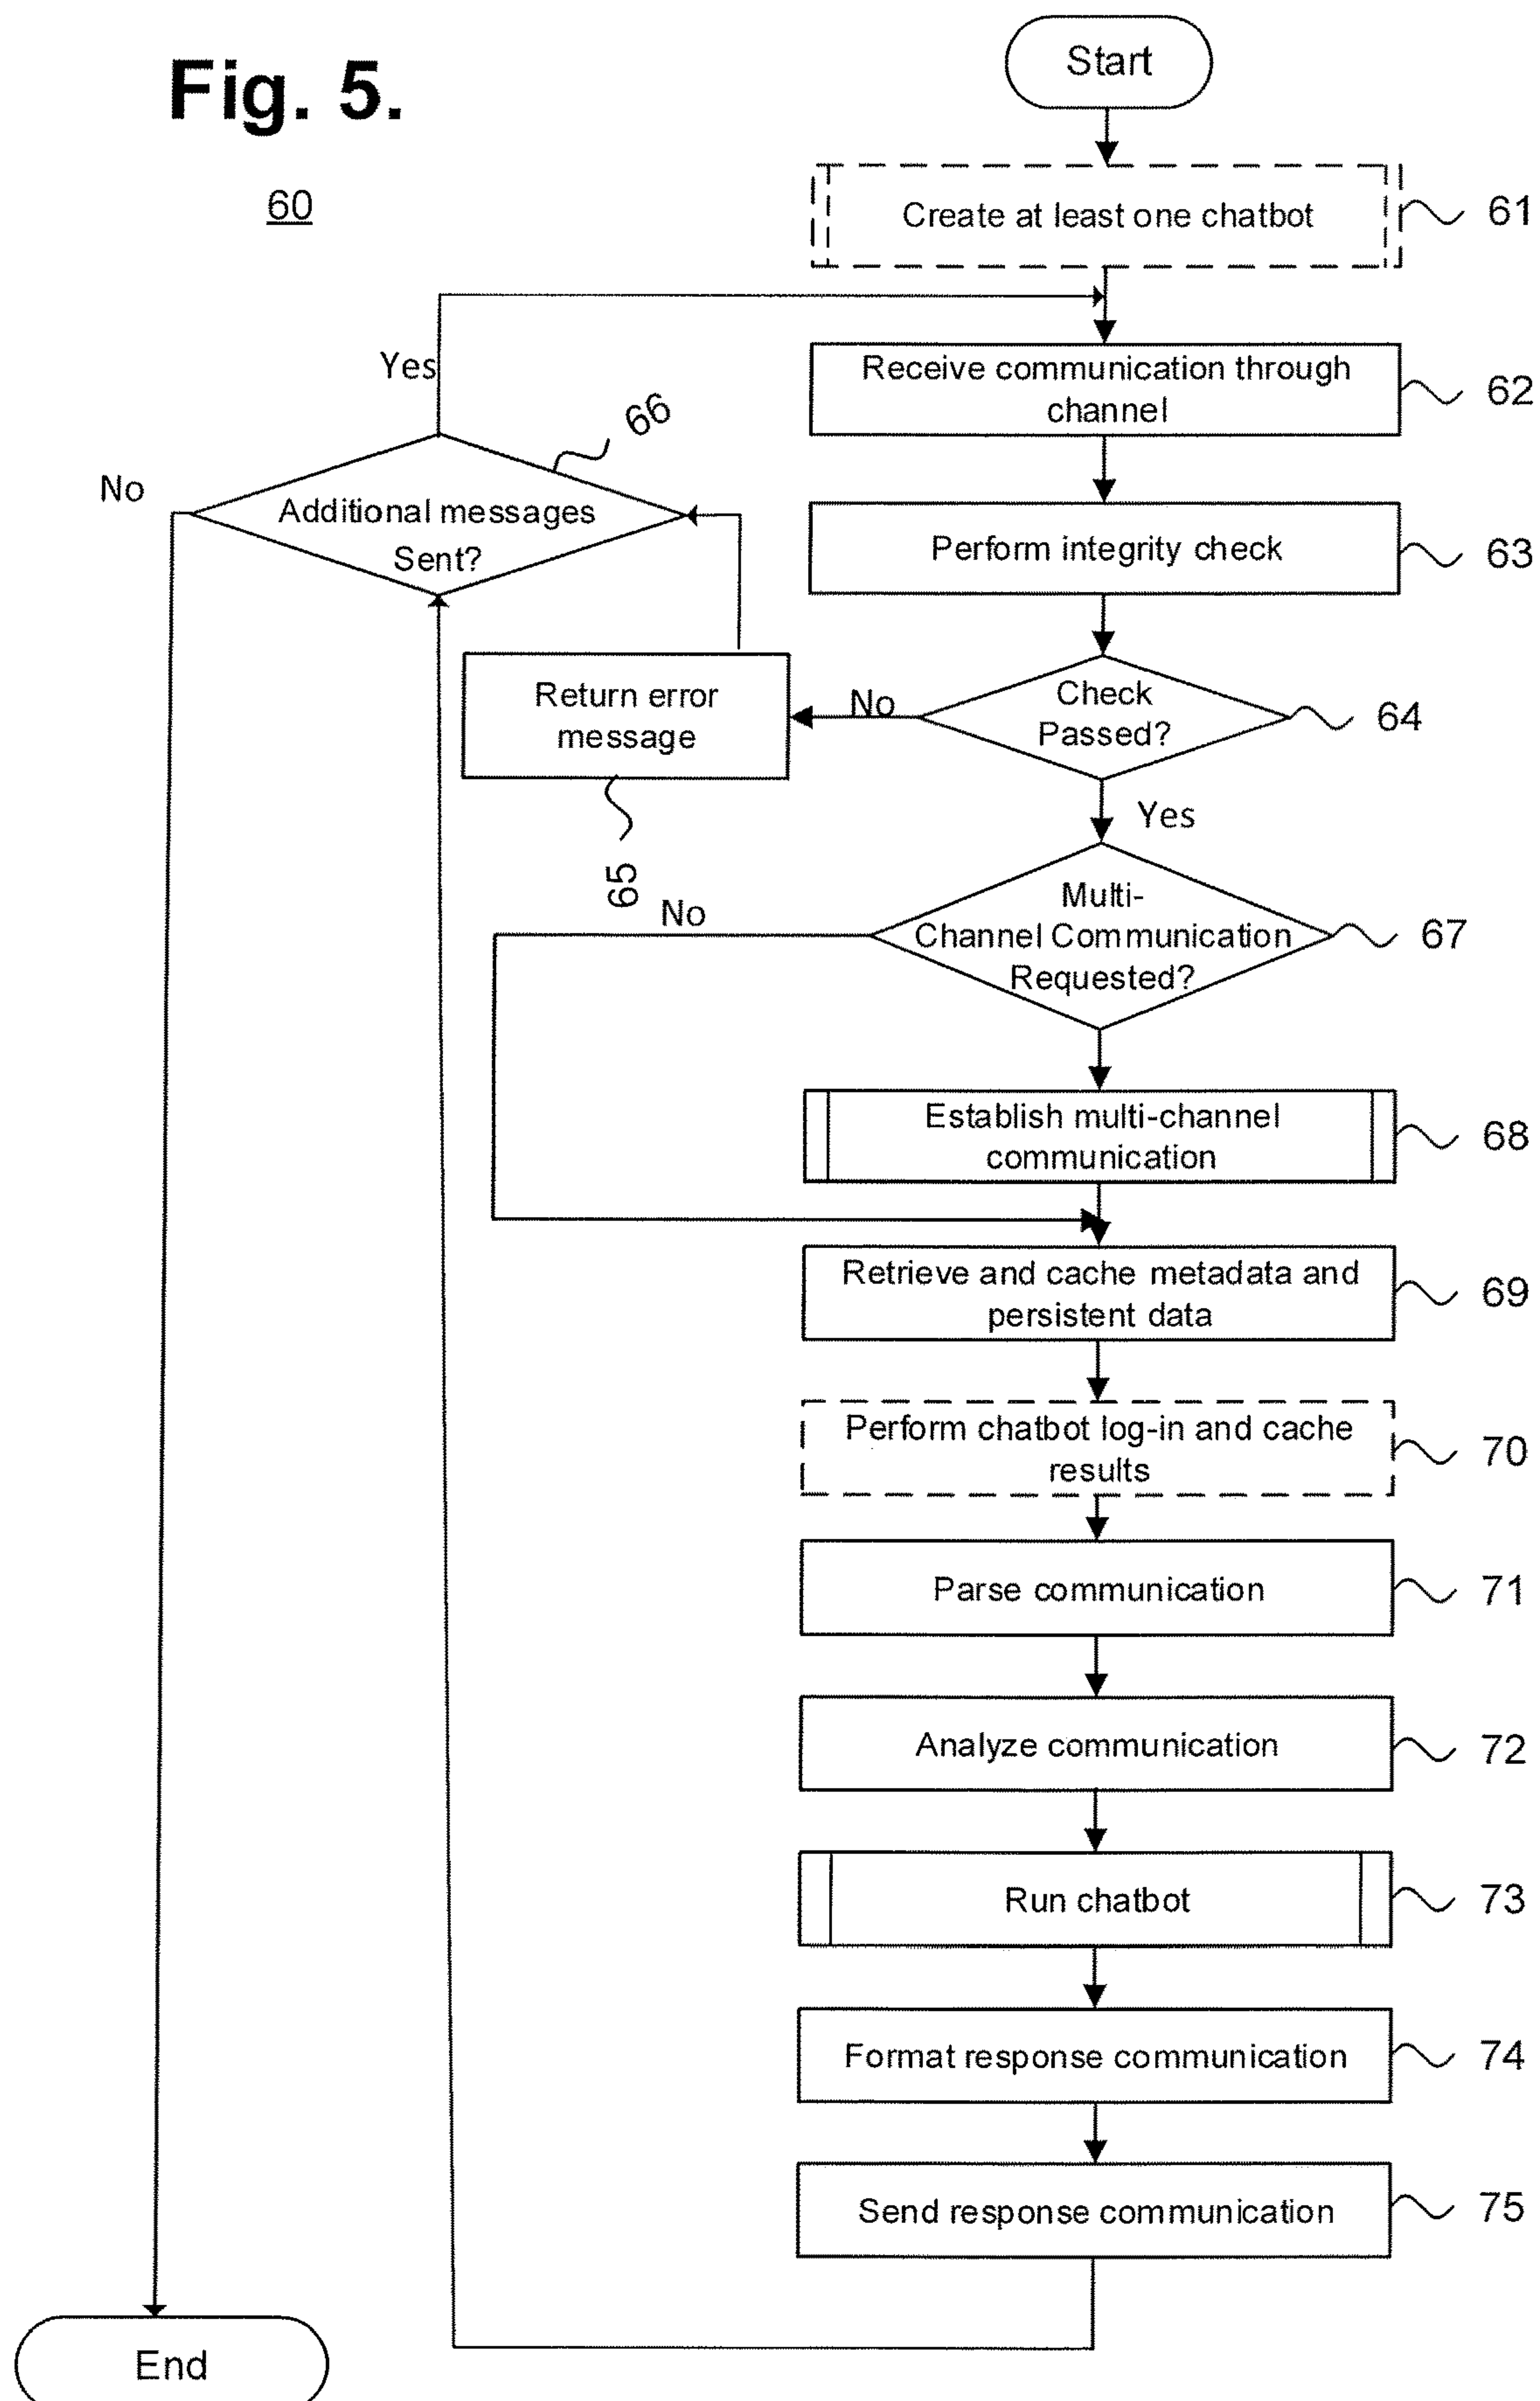 Fig. 5.
60
Start
Create at least one chatbot
61
Yes
Receive communication through
channel
62
66
No
Additional messages
Sent?
Perform integrity check
63
Return error
message
65
No
Check
Passed?
64
Yes
No
Multi-
Channel Communication
Requested?
67
Establish multi-channel
communication
68
Retrieve and cache metadata and
persistent data
69
Perform chatbot log-in and cache
results
70
Parse communication
71
Analyze communication
72
Run chatbot
73
Format response communication
74
Send response communication
75
End